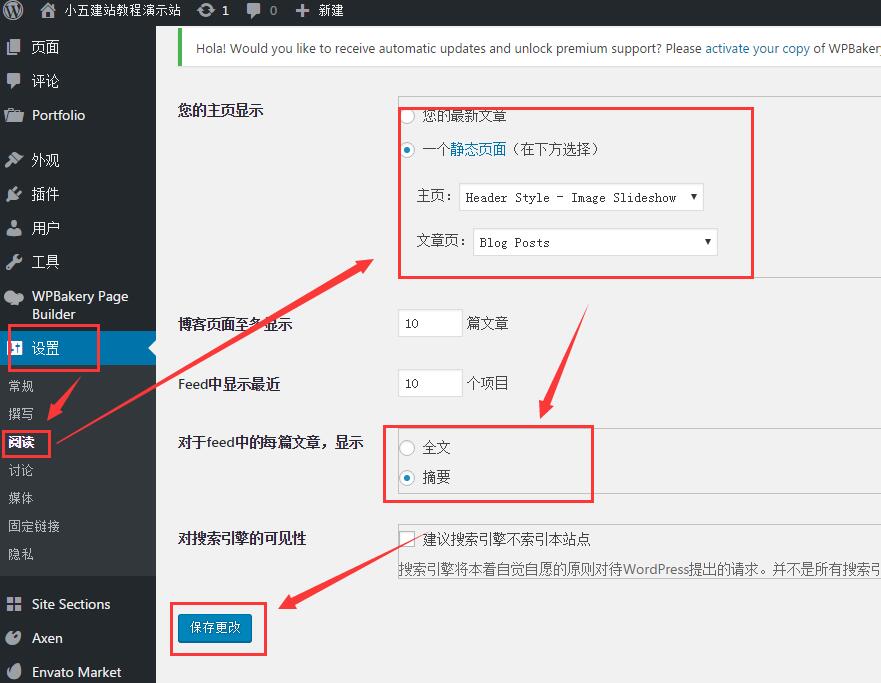 小五建站教程演示站 1 0 新建
Hola! Would you like to receive automatic updates and unlock premium support? Please activate your copy of WPBakery
页面
评论
Portfolio
外观
插件
用户
工具
WPBakery Page
Builder
设置
常规
撰写
阅读
讨论
媒体
固定链接
隐私
Site Sections
Axen
Envato Market
您的主页显示
您的最新文章
一个静态页面（在下方选择）
主页： Header Style – Image Slideshow
文章页： Blog Posts
博客页面至多显示 10 篇文章
Feed中显示最近 10 个项目
对于feed中的每篇文章，显示
全文
摘要
对搜索引擎的可见性
建议搜索引擎不索引本站点
搜索引擎将本着自觉自愿的原则对待WordPress提出的请求。并不是所有搜索引
保存更改